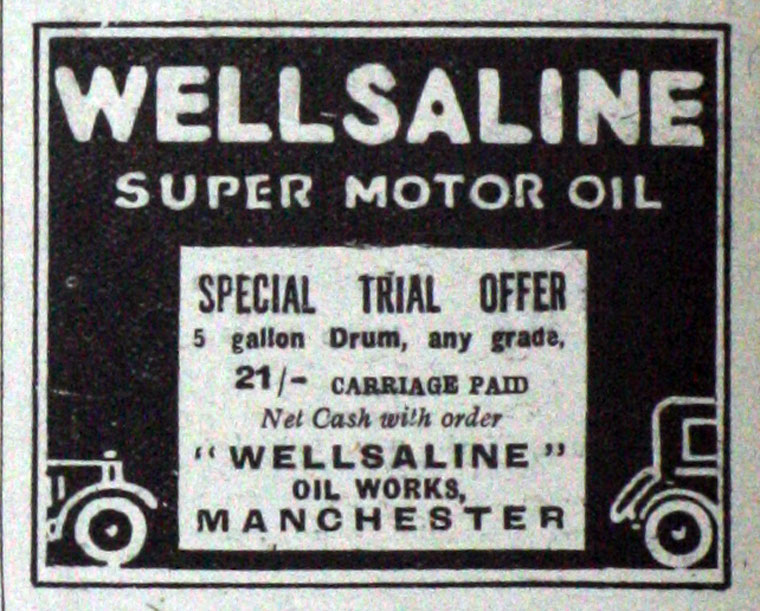 WELLSALINE
SUPER MOTOR OIL
SPECIAL TRIAL OFFER
5 gallon Drum, any grade,
21/- CARRIAGE PAID
Net Cash with order
"WELLSALINE"
OIL WORKS,
MANCHESTER